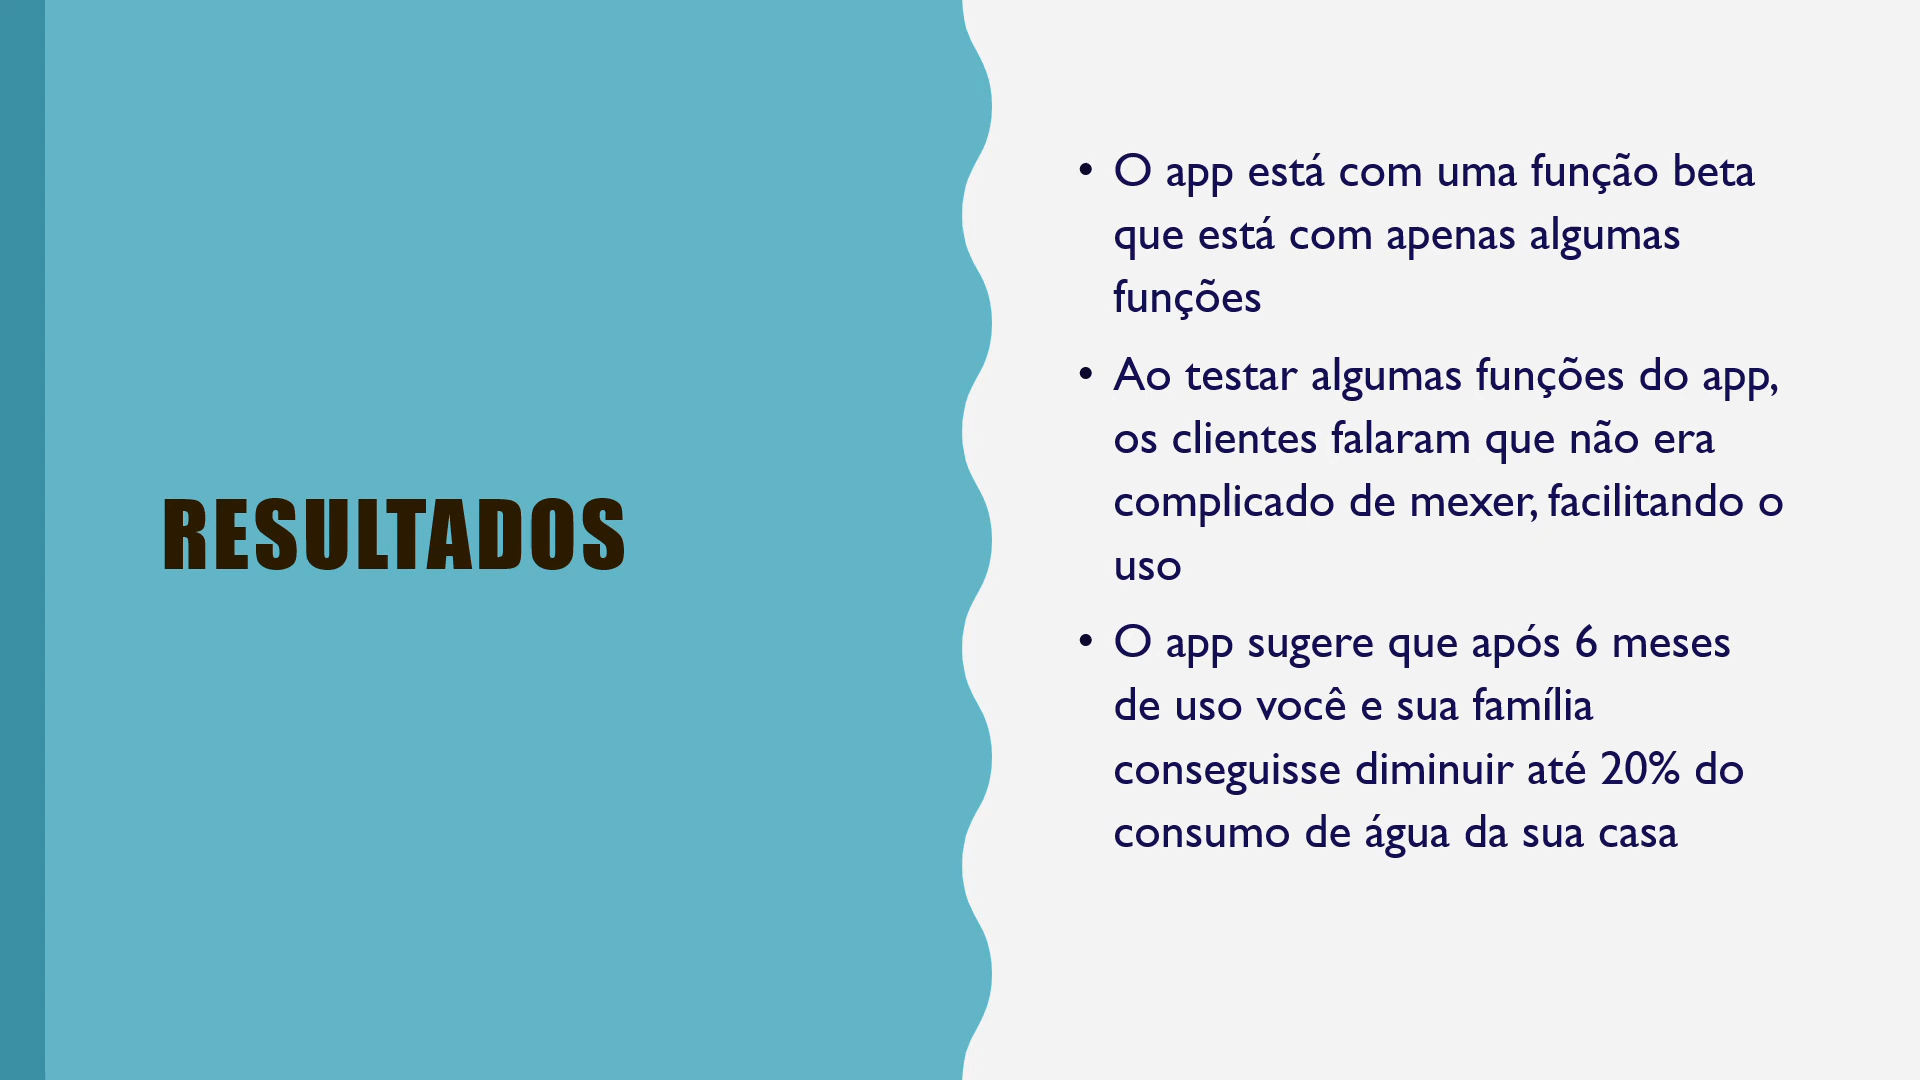 RESULTADOS
• O app está com uma função beta
que está com apenas algumas
funções
• Ao testar algumas funções do app,
os clientes falaram que não era
complicado de mexer, facilitando o
uso
• O app sugere que após 6 meses
de uso você e sua família
conseguisse diminuir até 20% do
consumo de água da sua casa